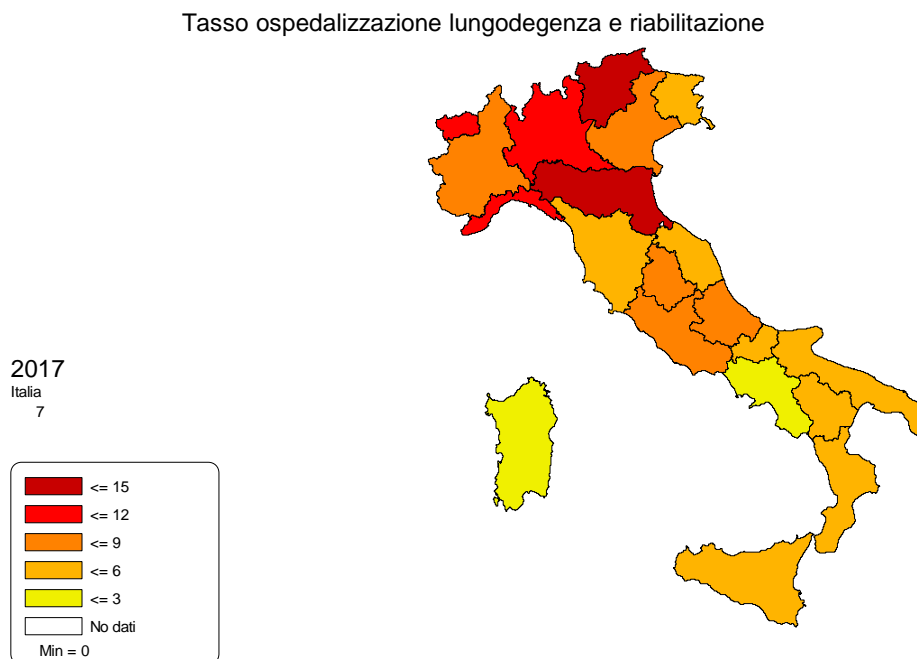 Tasso ospedalizzazione lungodegenza e riabilitazione
2017
Italia
7
<= 15
<= 12
<= 9
<= 6
<= 3
No dati
Min = 0